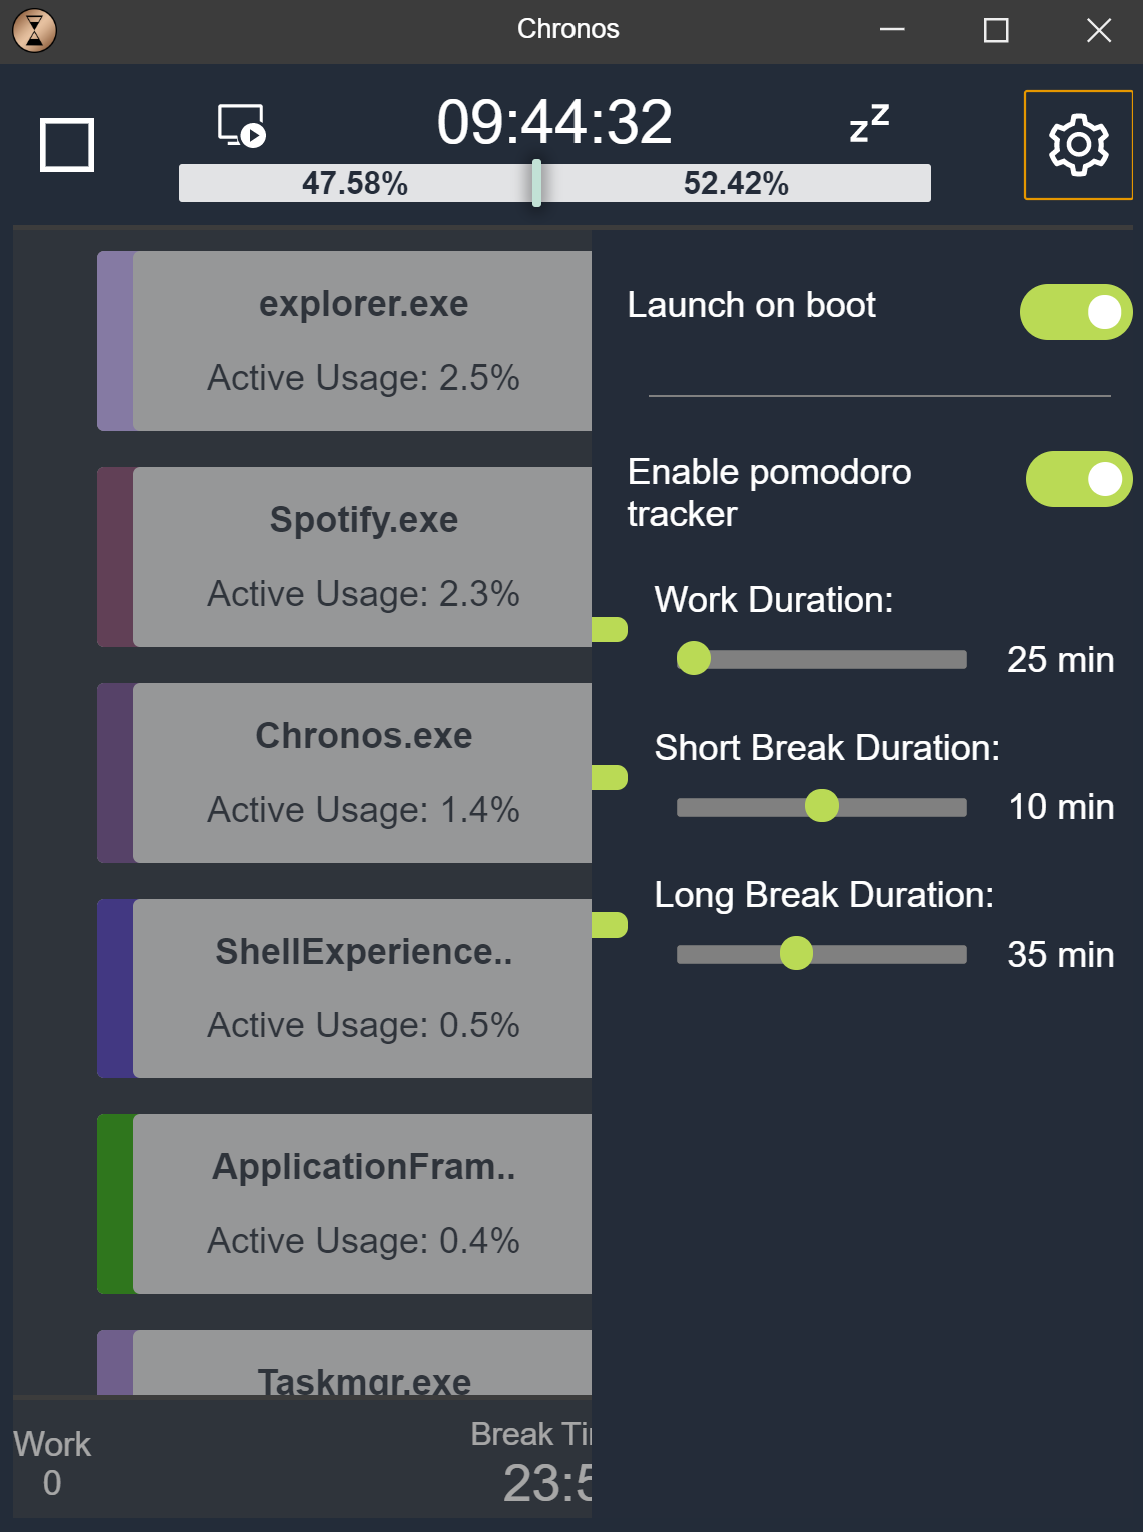 Chronos
09:44:32
zz
47.58%
52.42%
explorer.exe
Active Usage: 2.5%
Spotify.exe
Active Usage: 2.3%
Chronos.exe
Active Usage: 1.4%
ShellExperience..
Active Usage: 0.5%
ApplicationFram..
Active Usage: 0.4%
Taskmgr.exe
Work
0
Break Ti
23:5
Launch on boot
Enable pomodoro
tracker
Work Duration:
25 min
Short Break Duration:
10 min
Long Break Duration:
35 min